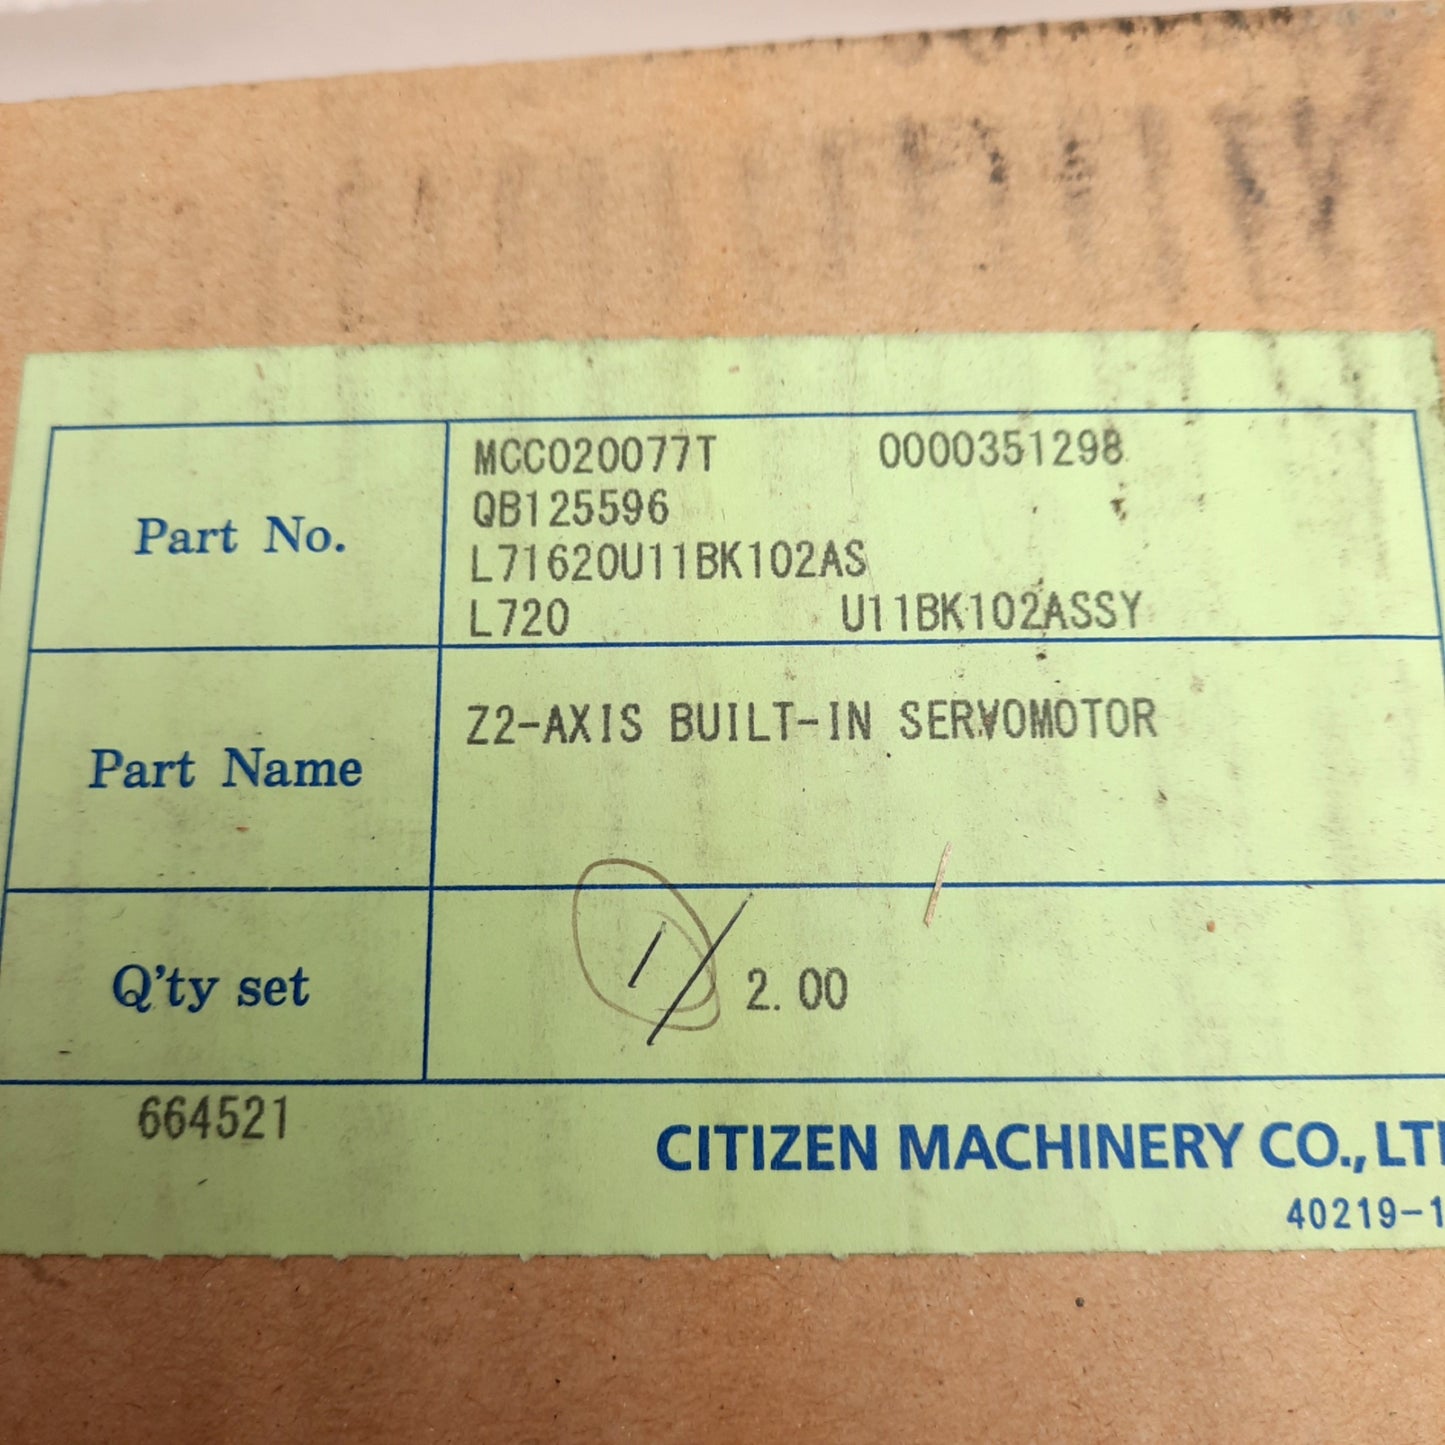 MCC020077T 0000351298
QB125596
Part No.
L71620U11BK102AS
L720 U11BK102ASSY
Z2-AXIS BUILT-IN SERVOMOTOR
Part Name
Q'ty set 1/2.00
664521
CITIZEN MACHINERY CO.,LT
40219-1